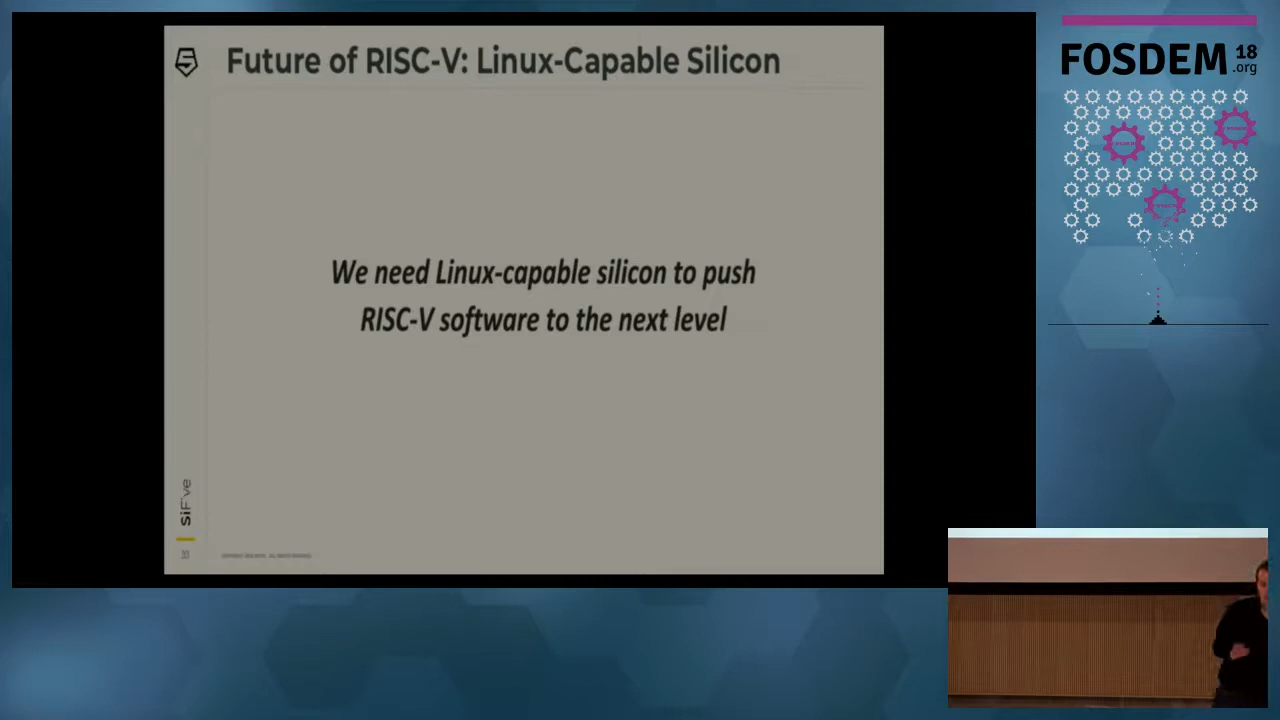 Future of RISC-V: Linux-Capable Silicon
We need Linux-capable silicon to push
RISC-V software to the next level
SiFive
FOSDEM 18
.org